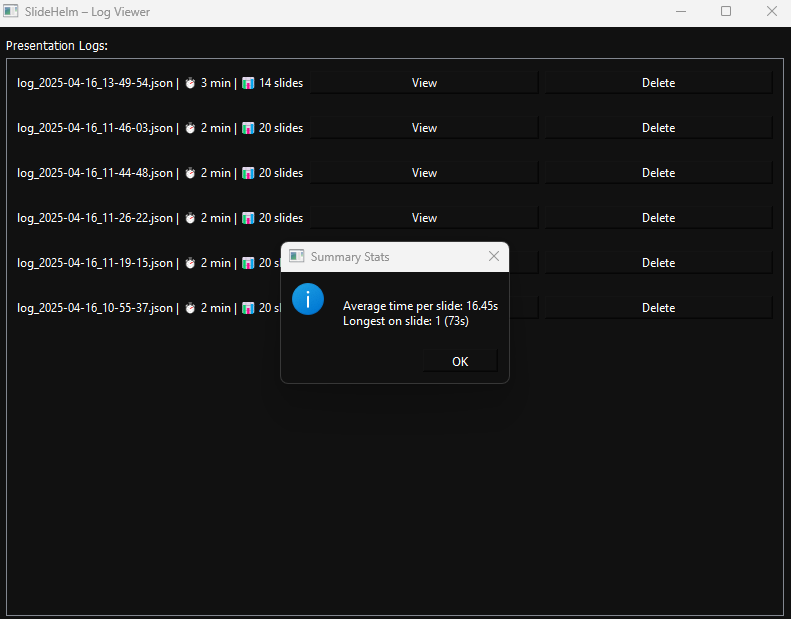 SlideHelm – Log Viewer
Presentation Logs:
log_2025-04-16_13-49-54.json | ⏱ 3 min | 📊 14 slides View Delete
log_2025-04-16_11-46-03.json | ⏱ 2 min | 📊 20 slides View Delete
log_2025-04-16_11-44-48.json | ⏱ 2 min | 📊 20 slides View Delete
log_2025-04-16_11-26-22.json | ⏱ 2 min | 📊 20 slides View Delete
log_2025-04-16_11-19-15.json | ⏱ 2 min | 📊 20 Delete
log_2025-04-16_10-55-37.json | ⏱ 2 min | 📊 20 Delete
Summary Stats
Average time per slide: 16.45s
Longest on slide: 1 (73s)
OK